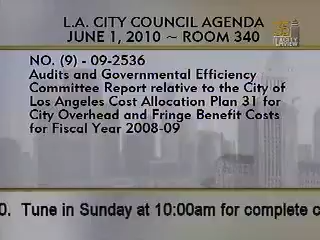 L.A. CITY COUNCIL AGENDA
JUNE 1, 2010 ~ ROOM 340
NO. (9) - 09-2536
Audits and Governmental Efficiency
Committee Report relative to the City of
Los Angeles Cost Allocation Plan 31 for
City Overhead and Fringe Benefit Costs
for Fiscal Year 2008-09
0. Tune in Sunday at 10:00am for complete c